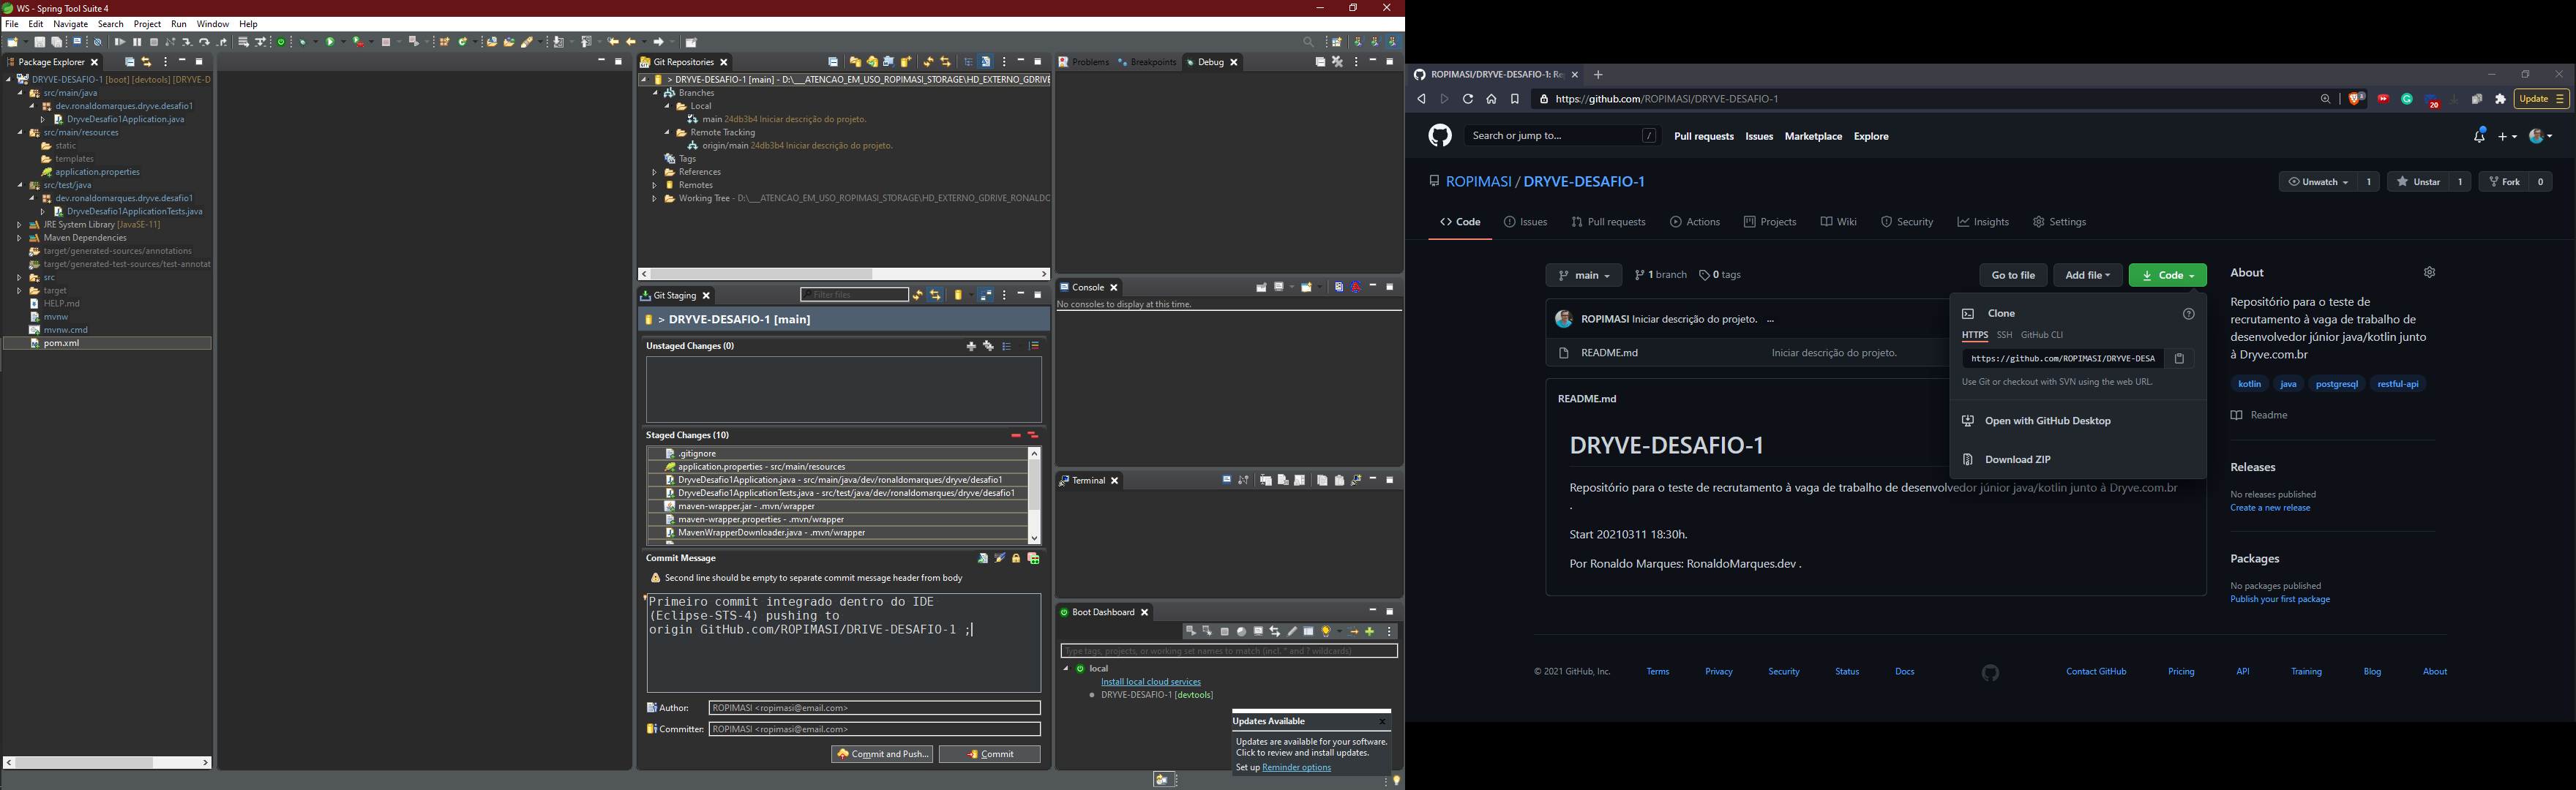 WS - Spring Tool Suite 4
File Edit Navigate Search Project Run Window Help
Package Explorer
DRYVE-DESAFIO-1 [boot] [devtools] [DRYVE-D
src/main/java
dev.ronaldomarques.dryve.desafio1
DryveDesafio1Application.java
src/main/resources
static
templates
application.properties
src/test/java
dev.ronaldomarques.dryve.desafio1
DryveDesafio1ApplicationTests.java
JRE System Library [JavaSE-11]
Maven Dependencies
target/generated-sources/annotations
target/generated-test-sources/test-annotat
src
target
HELP.md
mvnw
mvnw.cmd
pom.xml
Git Repositories
> DRYVE-DESAFIO-1 [main] - D:\___ATENCAO_EM_USO_ROPIMASI_STORAGE\HD_EXTERNO_GDRIVE
Branches
Local
main 24db3b4 Iniciar descrição do projeto.
Remote Tracking
origin/main 24db3b4 Iniciar descrição do projeto.
Tags
References
Remotes
Working Tree - D:\___ATENCAO_EM_USO_ROPIMASI_STORAGE\HD_EXTERNO_GDRIVE_RONALDO
Git Staging
Filter files
> DRYVE-DESAFIO-1 [main]
Unstaged Changes (0)
Staged Changes (10)
.gitignore
application.properties - src/main/resources
DryveDesafio1Application.java - src/main/java/dev/ronaldomarques/dryve/desafio1
DryveDesafio1ApplicationTests.java - src/test/java/dev/ronaldomarques/dryve/desafio1
maven-wrapper.jar - .mvn/wrapper
maven-wrapper.properties - .mvn/wrapper
MavenWrapperDownloader.java - .mvn/wrapper
Commit Message
Second line should be empty to separate commit message header from body
Primeiro commit integrado dentro do IDE
(Eclipse-STS-4) pushing to
origin GitHub.com/ROPIMASI/DRIVE-DESAFIO-1 ;
Author: ROPIMASI <ropimasi@email.com>
Committer: ROPIMASI <ropimasi@email.com>
Commit and Push... Commit
Problems Breakpoints Debug
Console
No consoles to display at this time.
Terminal
Boot Dashboard
Type tags, projects, or working set names to match (incl. * and ? wildcards)
local
Install local cloud services
DRYVE-DESAFIO-1 [devtools]
Updates Available
Updates are available for your software.
Click to review and install updates.
Set up Reminder options
ROPIMASI/DRYVE-DESAFIO-1: Re
https://github.com/ROPIMASI/DRYVE-DESAFIO-1
20
Update
Search or jump to... /
Pull requests Issues Marketplace Explore
ROPIMASI / DRYVE-DESAFIO-1
Unwatch 1 Unstar 1 Fork 0
Code Issues Pull requests Actions Projects Wiki Security Insights Settings
main 1 branch 0 tags
Go to file Add file Code
ROPIMASI Iniciar descrição do projeto. ...
README.md Iniciar descrição do projeto.
Clone
HTTPS SSH GitHub CLI
https://github.com/ROPIMASI/DRYVE-DESA
Use Git or checkout with SVN using the web URL.
Open with GitHub Desktop
Download ZIP
README.md
DRYVE-DESAFIO-1
Repositório para o teste de recrutamento à vaga de trabalho de desenvolvedor júnior java/kotlin junto à Dryve.com.br
.
Start 20210311 18:30h.
Por Ronaldo Marques: RonaldoMarques.dev .
About
Repositório para o teste de
recrutamento à vaga de trabalho de
desenvolvedor júnior java/kotlin junto
à Dryve.com.br
kotlin java postgresql restful-api
Readme
Releases
No releases published
Create a new release
Packages
No packages published
Publish your first package
© 2021 GitHub, Inc. Terms Privacy Security Status Docs Contact GitHub Pricing API Training Blog About